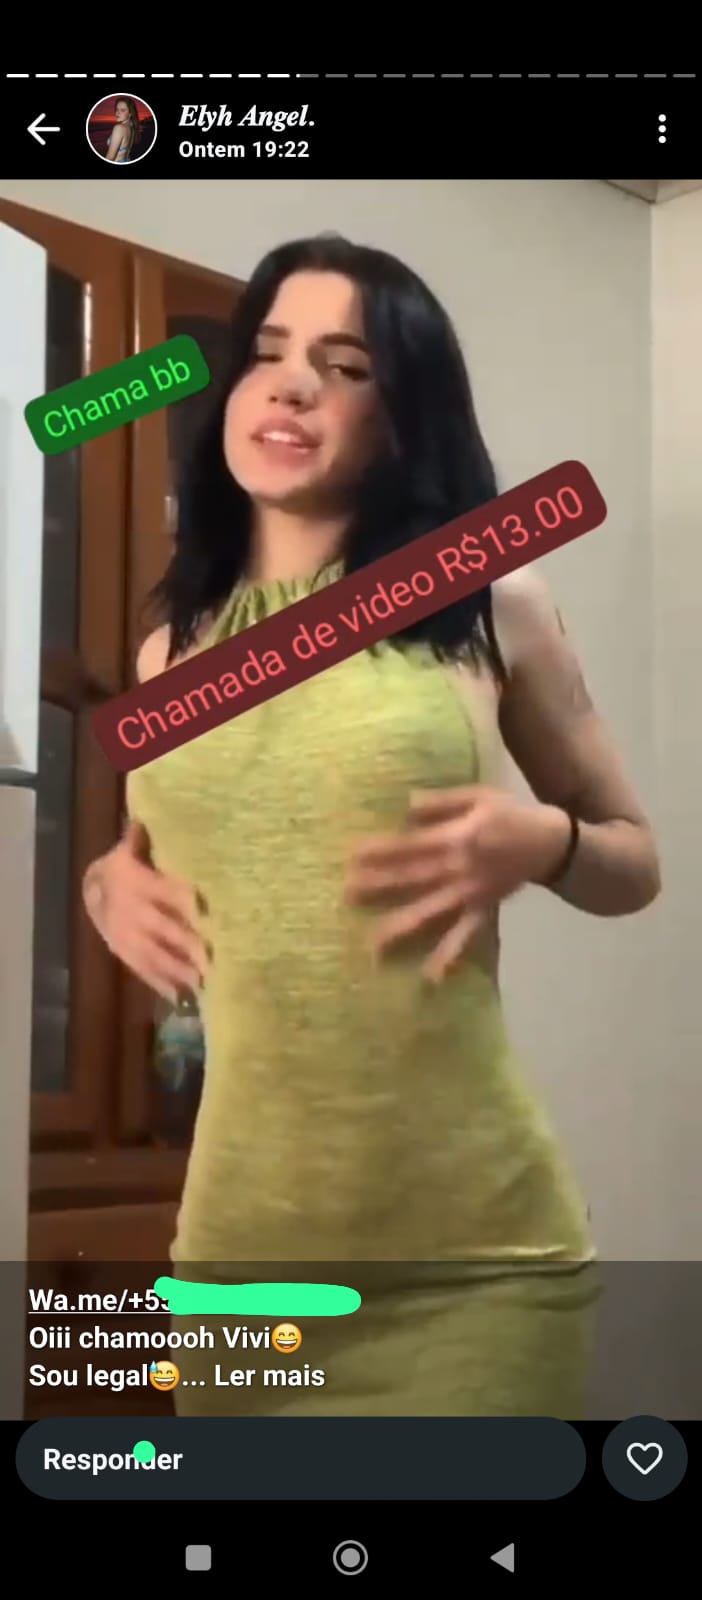 Elyh Angel.
Ontem 19:22
Chama bb
Chamada de video R$13.00
Wa.me/+55
Oiii chamoooh Vivi😄
Sou legal😅... Ler mais
Responder